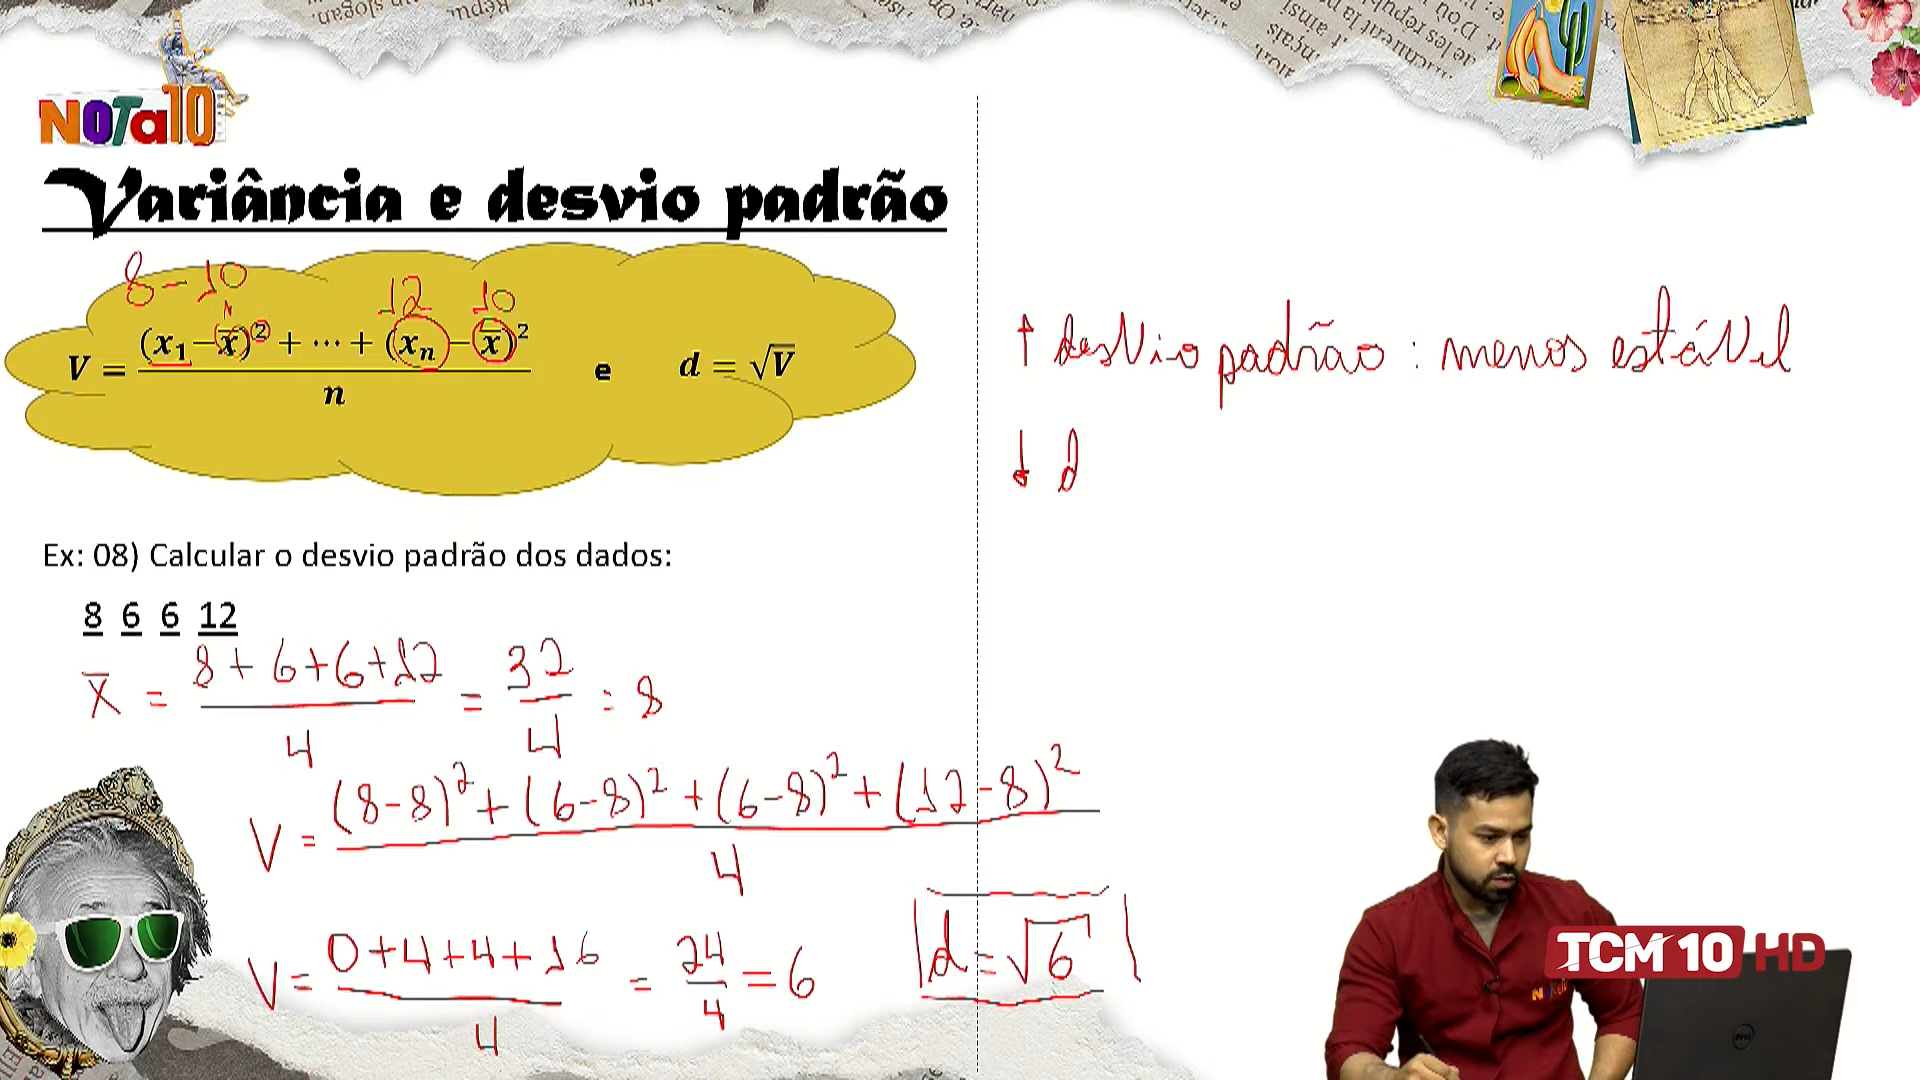 NOTa10
Variância e desvio padrão
8 - 10
12 10
V = (x₁ - x̄)² + ⋯ + (xₙ - x̄)² / n e d = √V
↑ desvio padrão : menos estável
↓ d
Ex: 08) Calcular o desvio padrão dos dados:
8 6 6 12
x̄ = 8 + 6 + 6 + 12 / 4 = 32 / 4 = 8
V = (8-8)² + (6-8)² + (6-8)² + (12-8)² / 4
V = 0 + 4 + 4 + 16 / 4 = 24 / 4 = 6
d = √6
TCM 10 HD